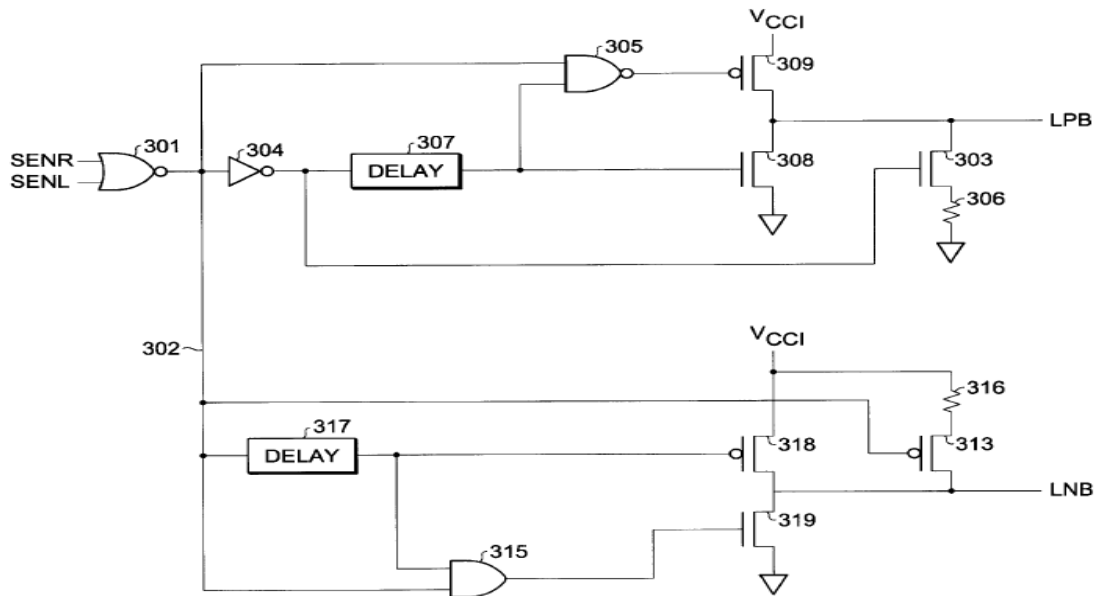 VCCI
305
309
LPB
301
304
307
SENR
SENL
DELAY
308
303
306
302
VCCI
316
317
318
313
DELAY
LNB
319
315